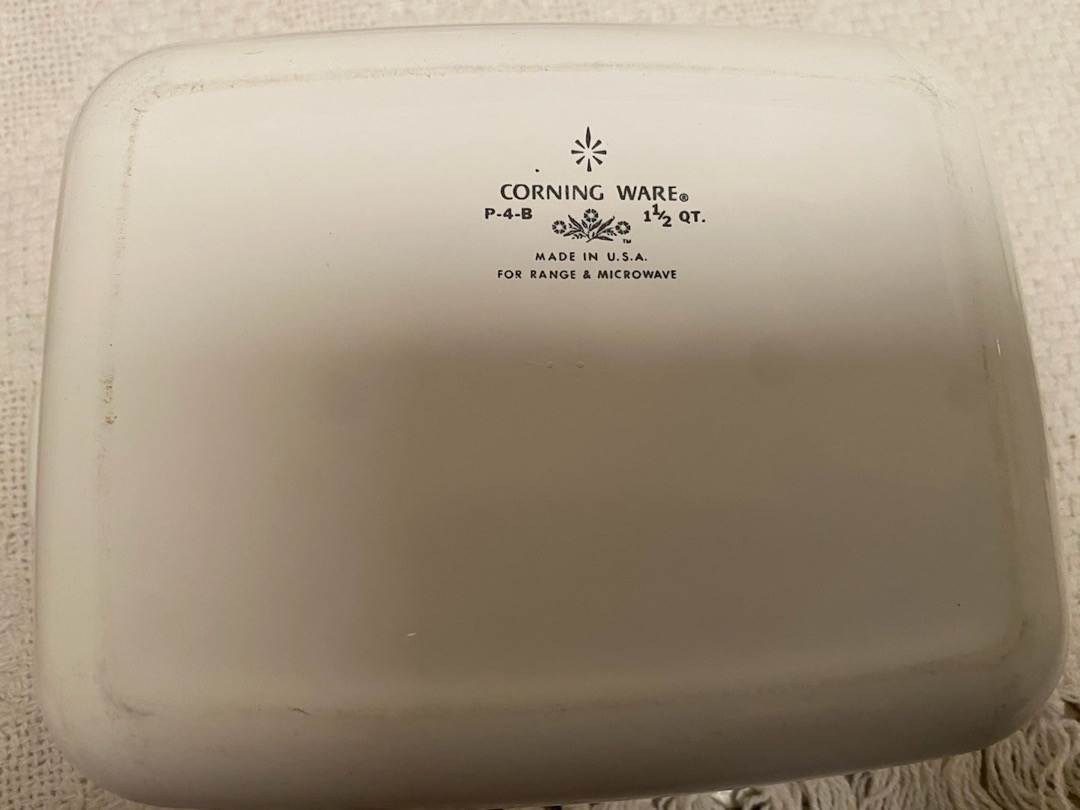 CORNING WARE®
P-4-B 1½ QT.
TM
MADE IN U.S.A.
FOR RANGE & MICROWAVE